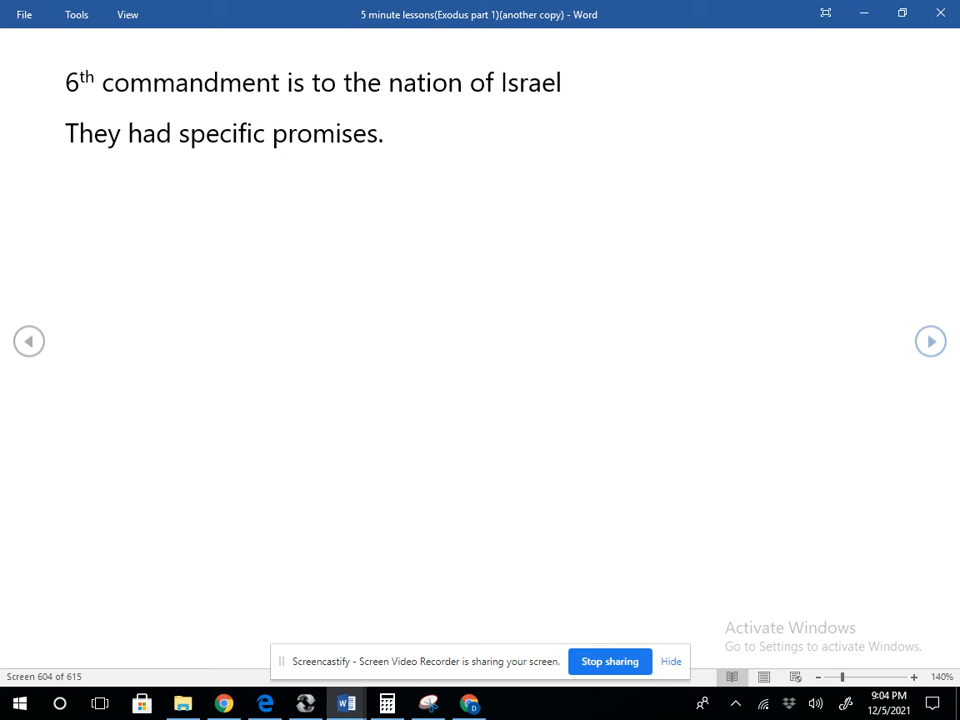 File Tools View 5 minute lessons(Exodus part 1)(another copy) - Word
6th commandment is to the nation of Israel
They had specific promises.
Activate Windows
Go to Settings to activate Windows.
Screencastify - Screen Video Recorder is sharing your screen. Stop sharing Hide
Screen 604 of 615 140%
9:04 PM
12/5/2021